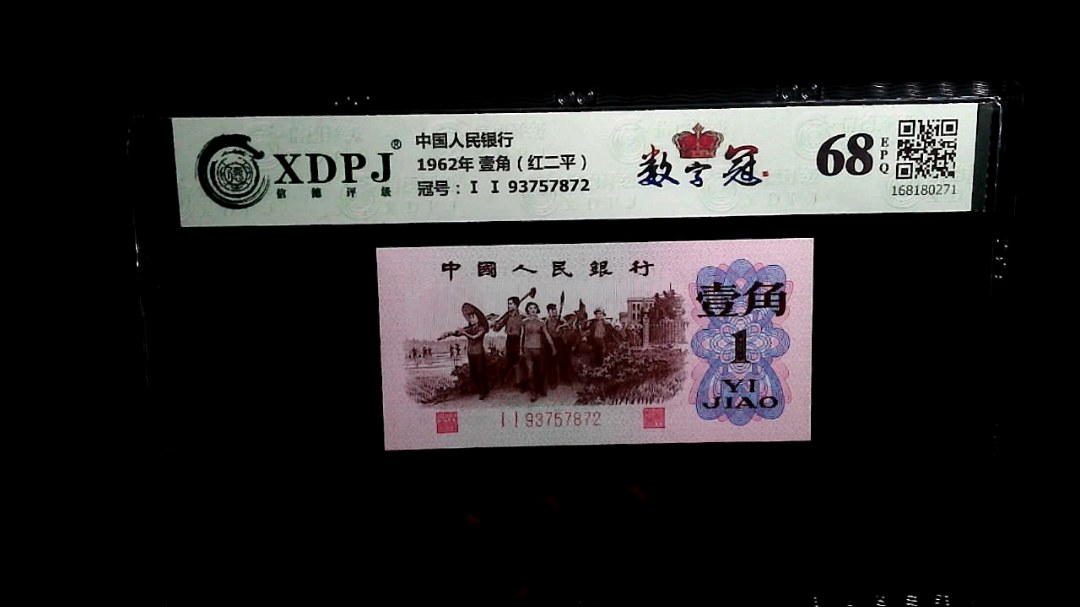 XDPJ®
信德评级
中国人民银行
1962年 壹角（红二平）
冠号：I I 93757872
数字冠
68
EPQ
168180271
中國人民銀行
壹角
1
YI
JIAO
I I 93757872